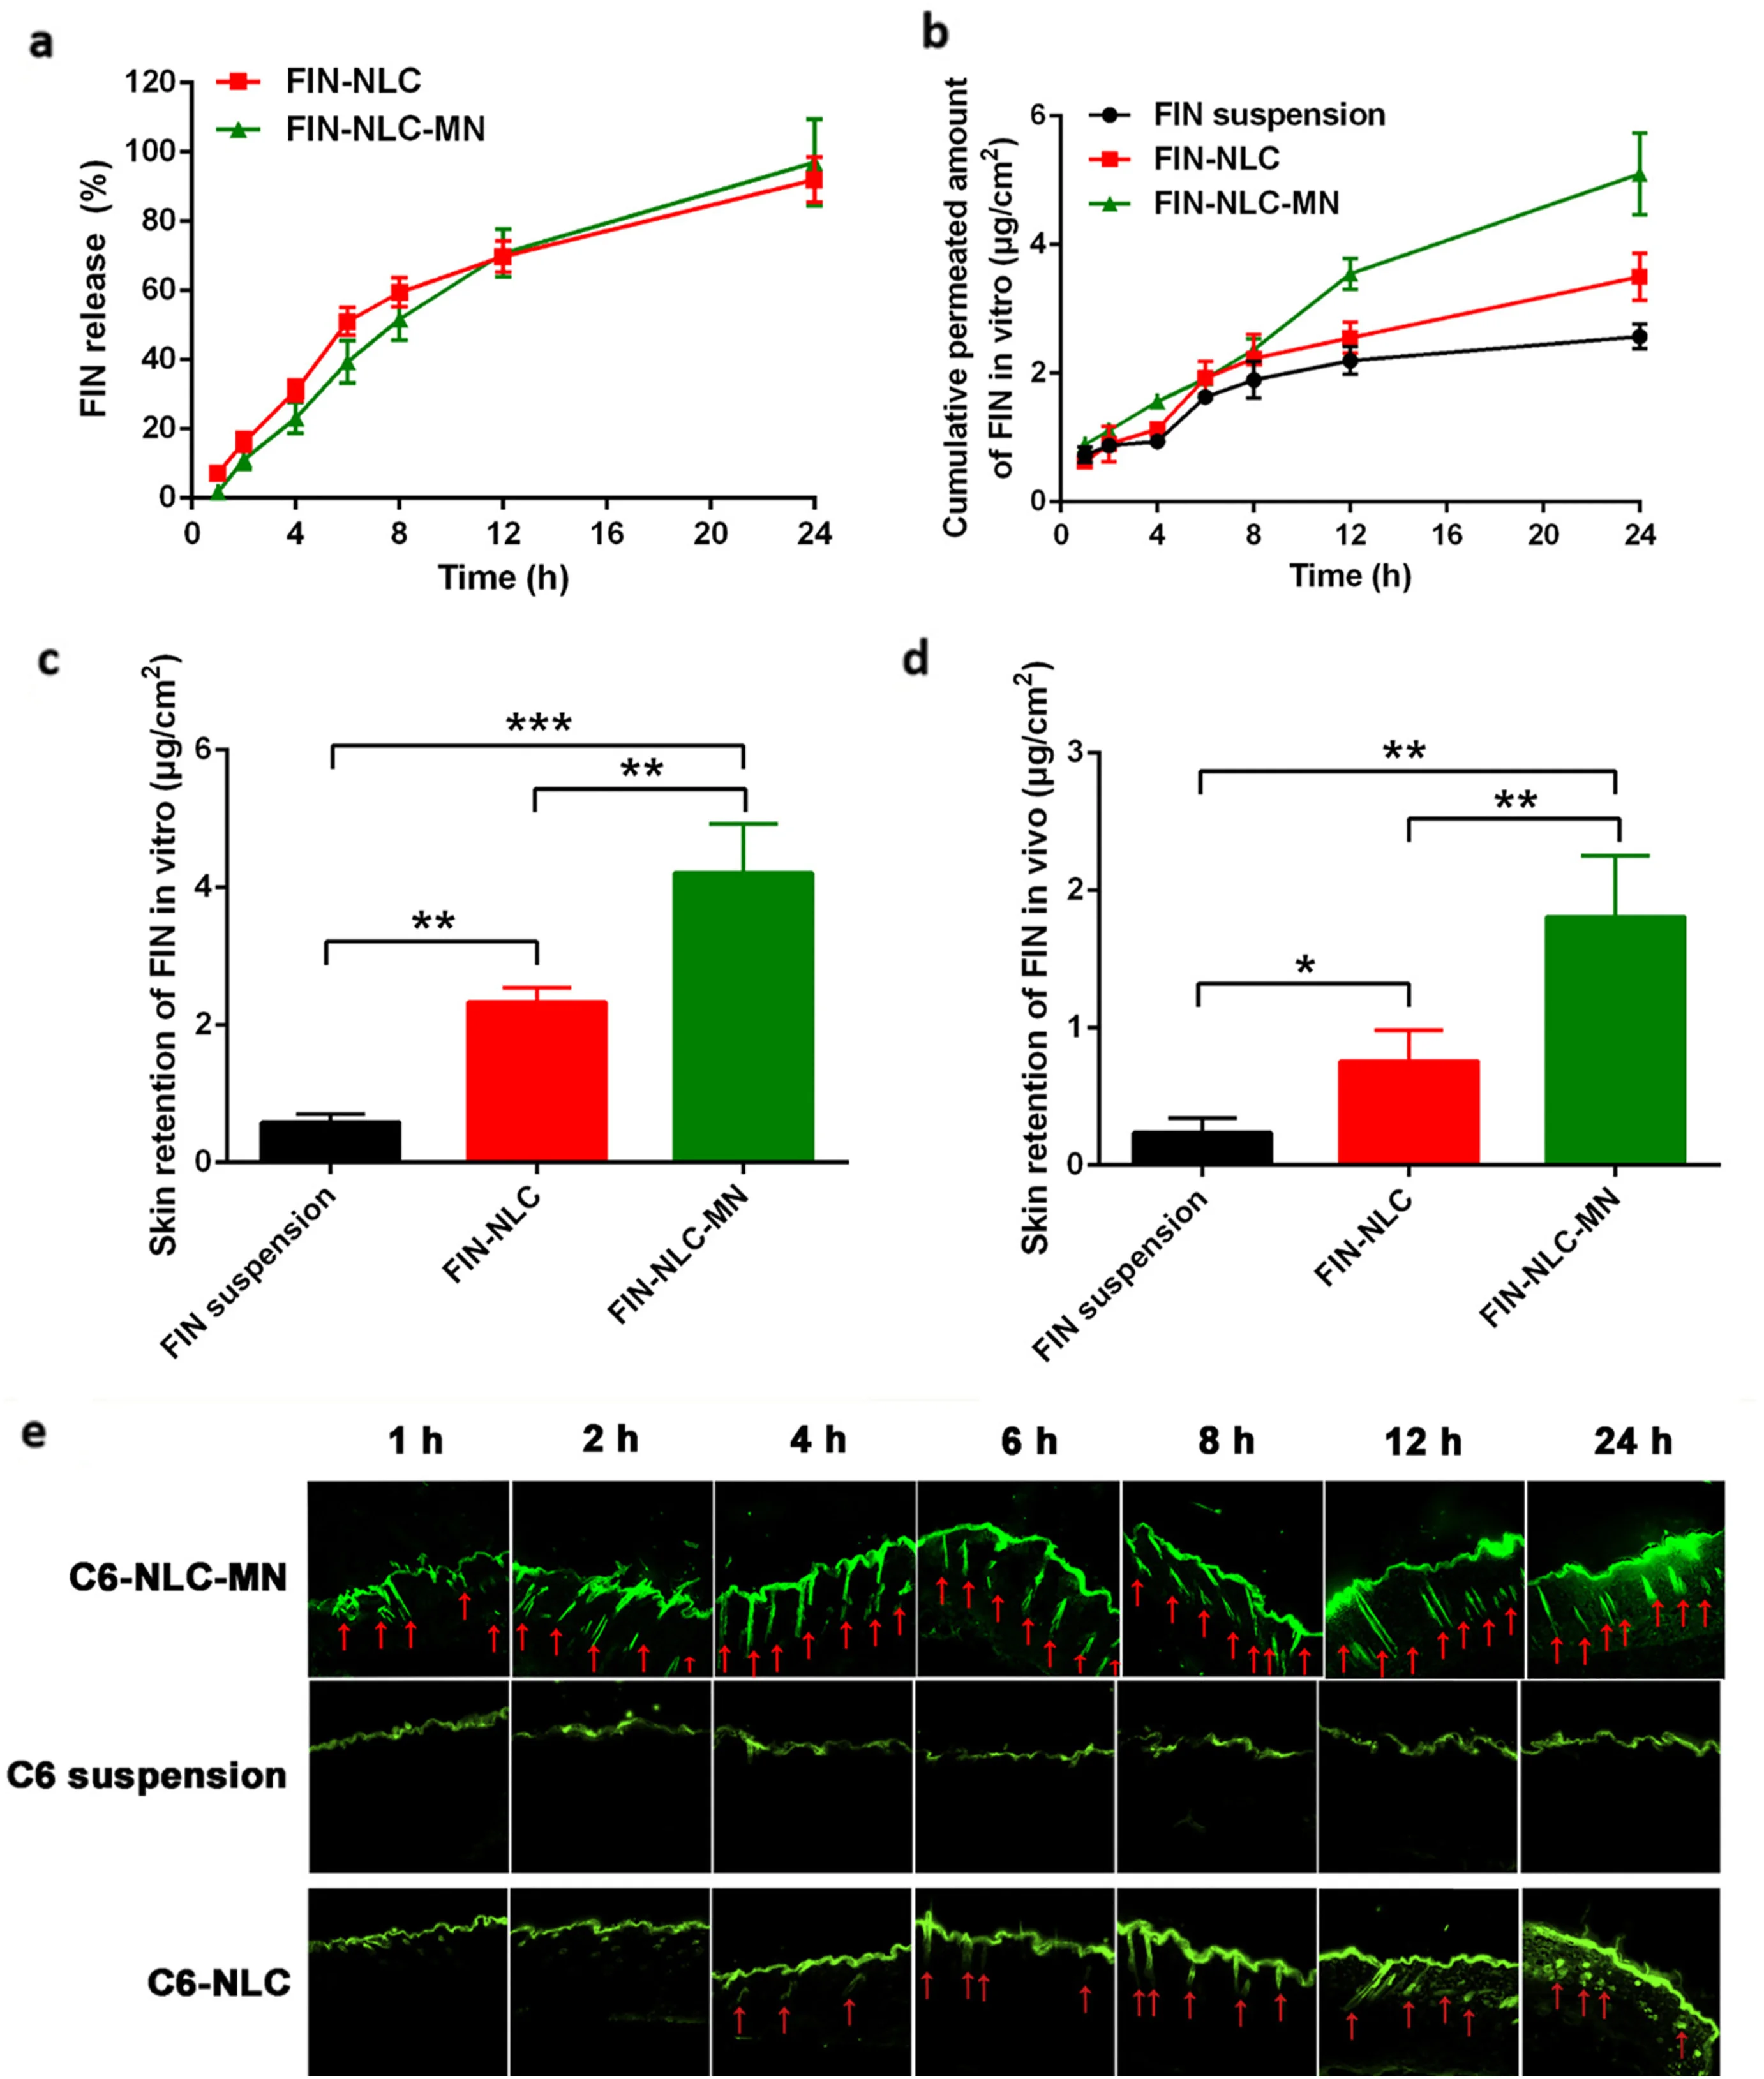 a
120
100
80
60
40
20
0
FIN release (%)
FIN-NLC
FIN-NLC-MN
0 4 8 12 16 20 24
Time (h)
b
6
4
2
0
Cumulative permeated amount
of FIN in vitro (µg/cm²)
FIN suspension
FIN-NLC
FIN-NLC-MN
0 4 8 12 16 20 24
Time (h)
c
Skin retention of FIN in vitro (µg/cm²)
6
4
2
0
***
**
**
FIN suspension
FIN-NLC
FIN-NLC-MN
d
Skin retention of FIN in vivo (µg/cm²)
3
2
1
0
**
**
*
FIN suspension
FIN-NLC
FIN-NLC-MN
e
1 h 2 h 4 h 6 h 8 h 12 h 24 h
C6-NLC-MN
C6 suspension
C6-NLC